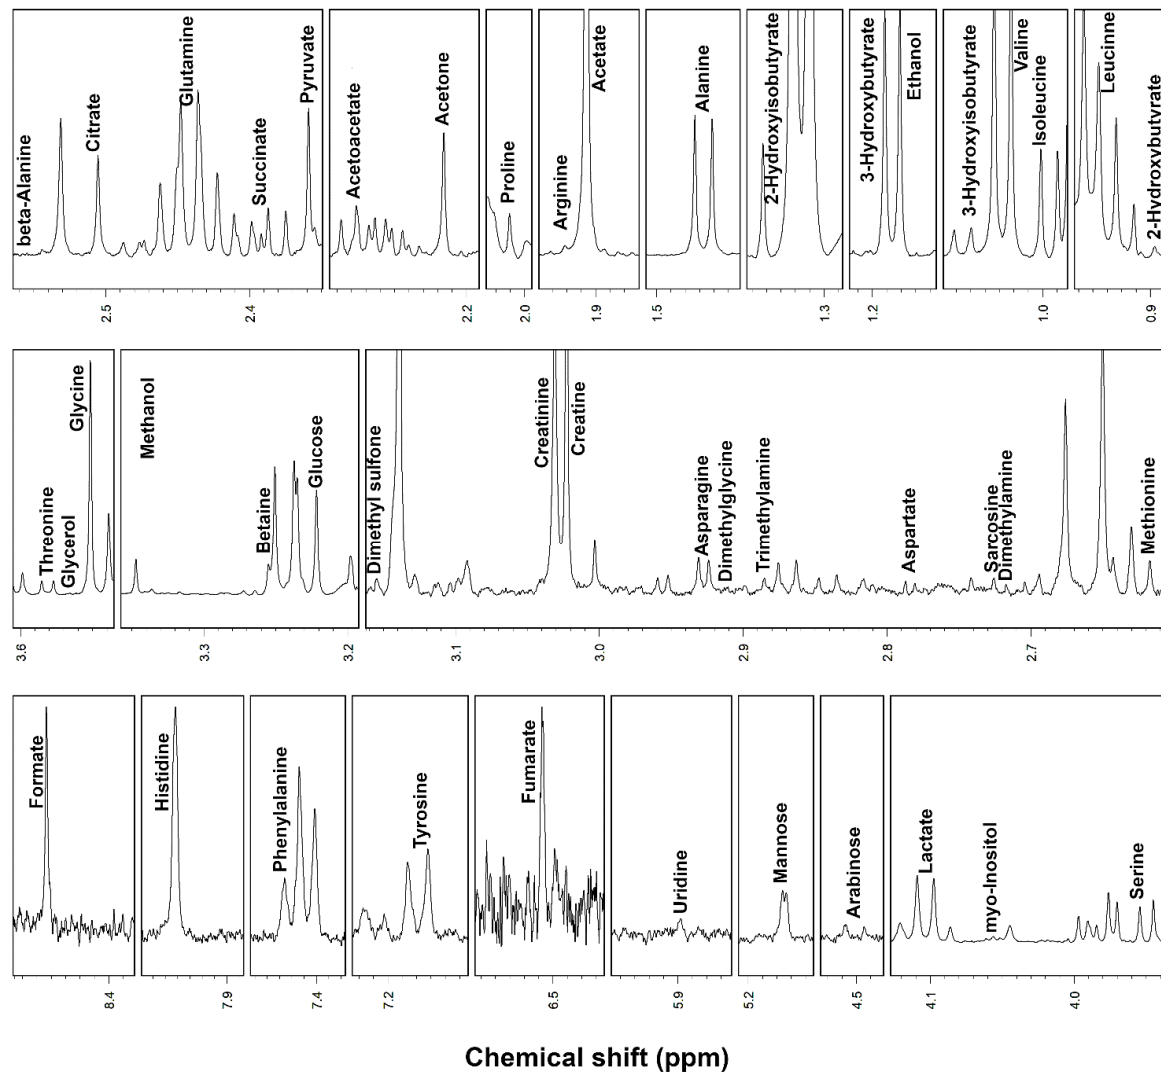 beta-Alanine
Citrate
Glutamine
Succinate
Pyruvate
Acetoacetate
Acetone
Proline
Arginine
Acetate
Alanine
2-Hydroxyisobutyrate
3-Hydroxybutyrate
Ethanol
3-Hydroxyisobutyrate
Valine
Isoleucine
Leucinne
2-Hydroxybutyrate
2.5 2.4 2.2 2.0 1.9 1.5 1.3 1.2 1.0 0.9
Threonine
Glycerol
Glycine
Methanol
Betaine
Glucose
Dimethyl sulfone
Creatinine
Creatine
Asparagine
Dimethylglycine
Trimethylamine
Aspartate
Sarcosine
Dimethylamine
Methionine
3.6 3.3 3.2 3.1 3.0 2.9 2.8 2.7
Formate
Histidine
Phenylalanine
Tyrosine
Fumarate
Uridine
Mannose
Arabinose
Lactate
myo-Inositol
Serine
8.4 7.9 7.4 7.2 6.5 5.9 5.2 4.5 4.1 4.0
Chemical shift (ppm)